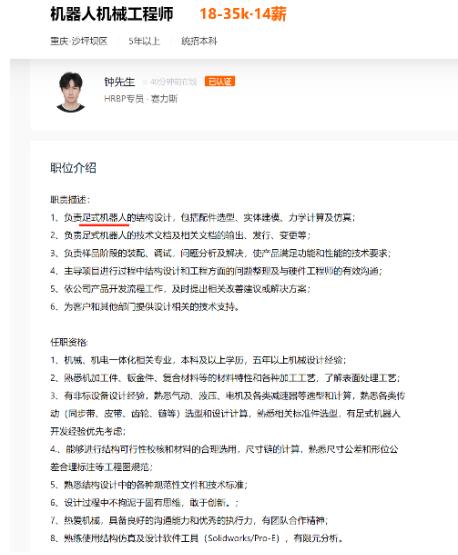 机器人机械工程师 18-35k·14薪
重庆-沙坪坝区 5年以上 统招本科
钟先生 40分钟前在线 已认证
HRBP专员·赛力斯
职位介绍
职责描述：
1、负责足式机器人的结构设计，包括配件选型、实体建模、力学计算及仿真；
2、负责足式机器人的技术文档及相关文档的输出、发行、变更等；
3、负责样品阶段的装配、调试，问题分析及解决，使产品满足功能和性能的技术要求；
4、主导项目进行过程中结构设计和工程方面的问题整理及与硬件工程师的有效沟通；
5、依公司产品开发流程工作，及时提出相关改善建议或解决方案；
6、为客户和其他部门提供设计相关的技术支持。
任职资格:
1、机械、机电一体化相关专业，本科及以上学历，五年以上机械设计经验；
2、熟悉机加工件、钣金件、复合材料等的材料特性和各种加工工艺，了解表面处理工艺；
3、有非标设备设计经验，熟悉气动、液压、电机及各类减速器等选型和计算，熟悉各类传
动（同步带、皮带、齿轮、链等）选型和设计计算，熟悉相关标准件选型，有足式机器人
开发经验优先考虑；
4、能够进行结构可行性校核和材料的合理选用，尺寸链的计算，熟悉尺寸公差和形位公
差合理标注等工程图规范；
5、熟悉结构设计中的各种规范性文件和技术标准；
6、设计过程中不拘泥于固有思维，敢于创新。；
7、热爱机械，具备良好的沟通能力和优秀的执行力，有团队合作精神；
8、熟练使用结构仿真及设计软件工具（Solidworks/Pro-E），有限元分析。